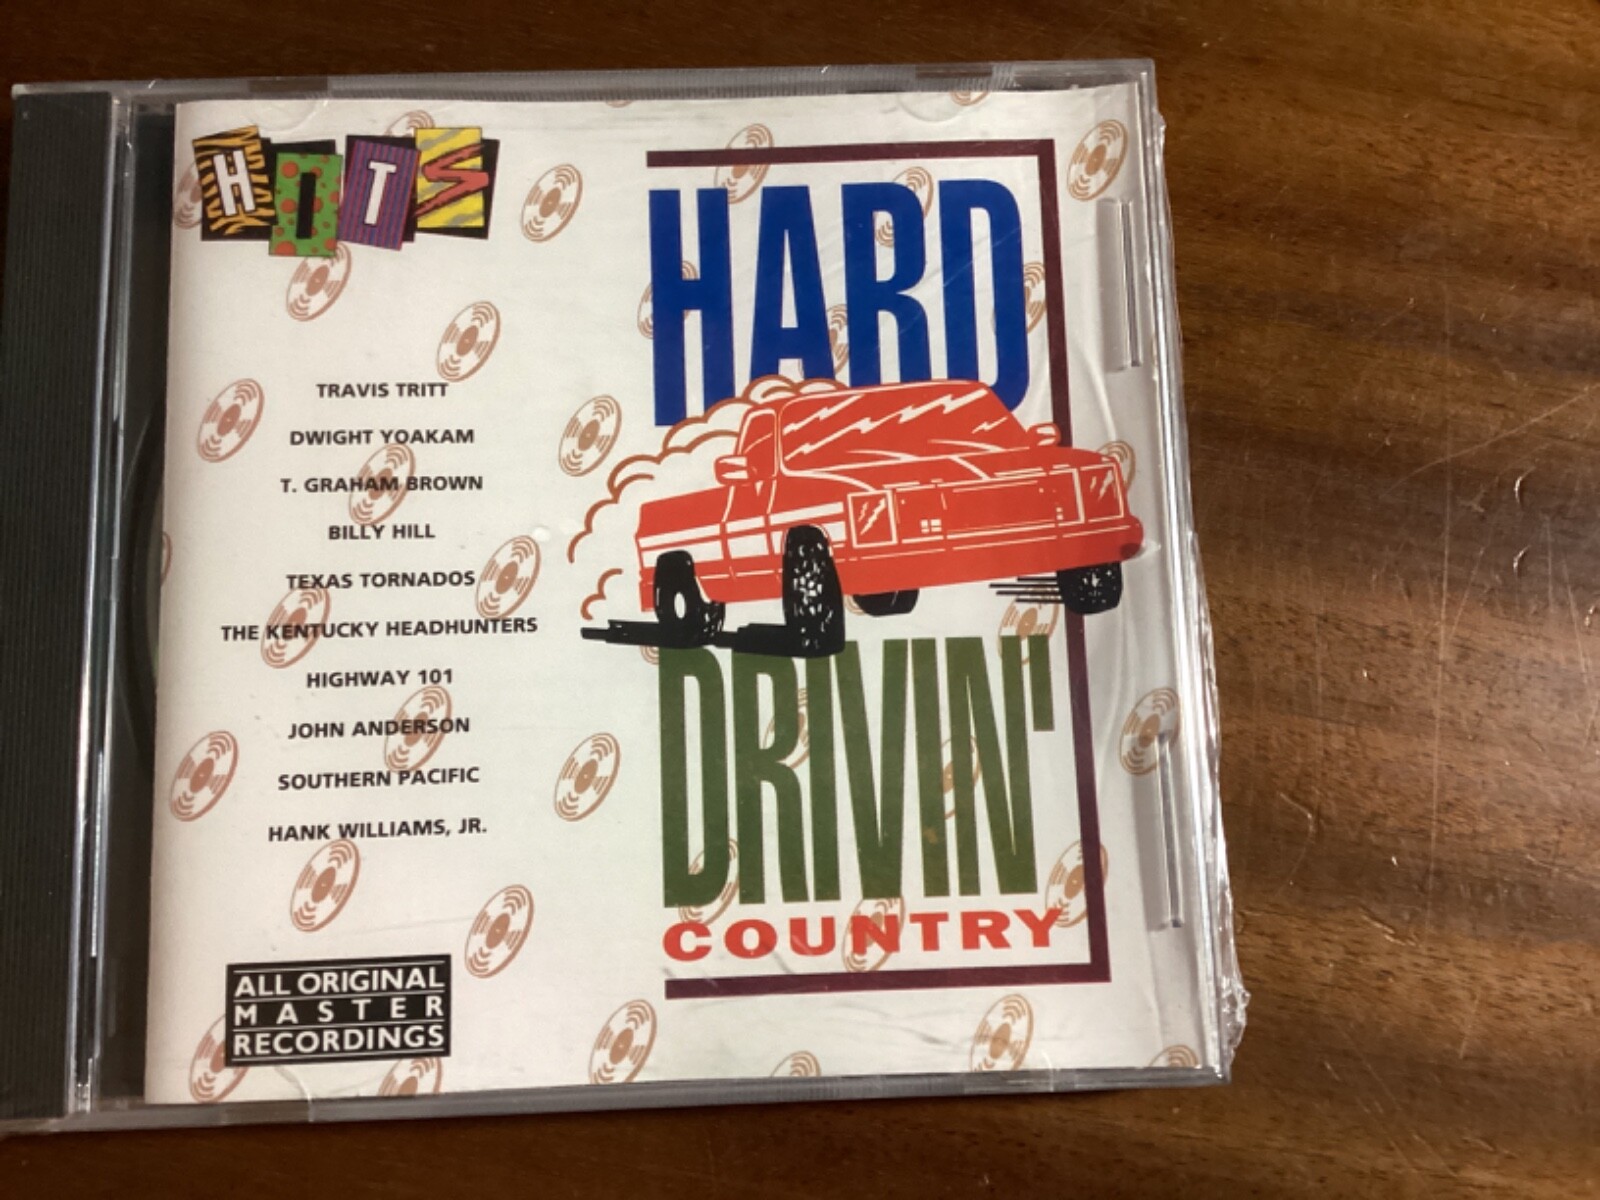 HITS
TRAVIS TRITT
DWIGHT YOAKAM
T. GRAHAM BROWN
BILLY HILL
TEXAS TORNADOS
THE KENTUCKY HEADHUNTERS
HIGHWAY 101
JOHN ANDERSON
SOUTHERN PACIFIC
HANK WILLIAMS, JR.
ALL ORIGINAL
MASTER
RECORDINGS
HARD
DRIVIN'
COUNTRY